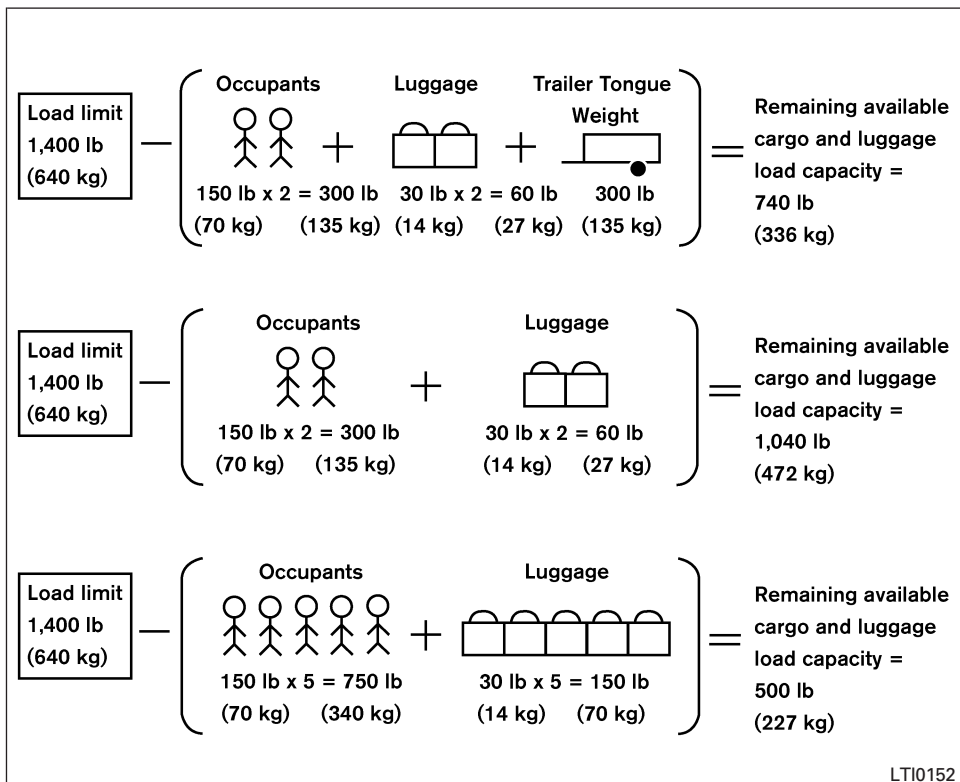 Load limit
1,400 lb
(640 kg)
—
Occupants
150 lb x 2 = 300 lb
(70 kg) (135 kg)
+
Luggage
30 lb x 2 = 60 lb
(14 kg) (27 kg)
+
Trailer Tongue
Weight
300 lb
(135 kg)
=
Remaining available
cargo and luggage
load capacity =
740 lb
(336 kg)
Load limit
1,400 lb
(640 kg)
—
Occupants
150 lb x 2 = 300 lb
(70 kg) (135 kg)
+
Luggage
30 lb x 2 = 60 lb
(14 kg) (27 kg)
=
Remaining available
cargo and luggage
load capacity =
1,040 lb
(472 kg)
Load limit
1,400 lb
(640 kg)
—
Occupants
150 lb x 5 = 750 lb
(70 kg) (340 kg)
+
Luggage
30 lb x 5 = 150 lb
(14 kg) (70 kg)
=
Remaining available
cargo and luggage
load capacity =
500 lb
(227 kg)
LTI0152